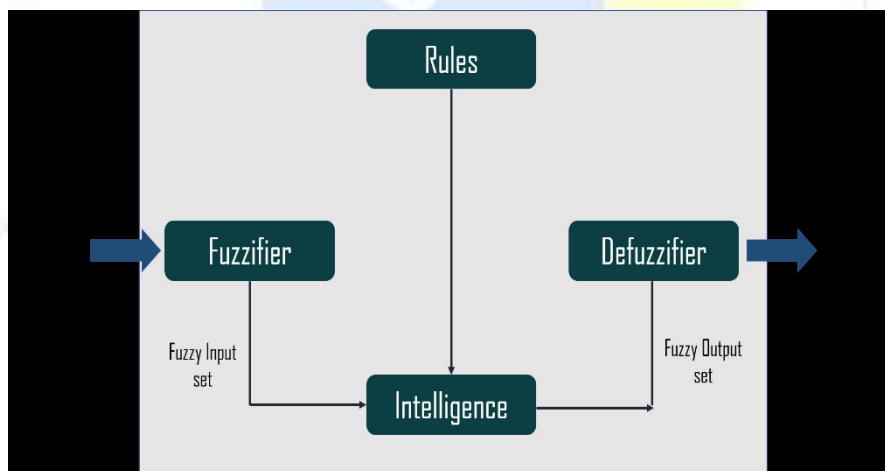 Rules
Fuzzifier
Defuzzifier
Fuzzy Input
set
Fuzzy Output
set
Intelligence